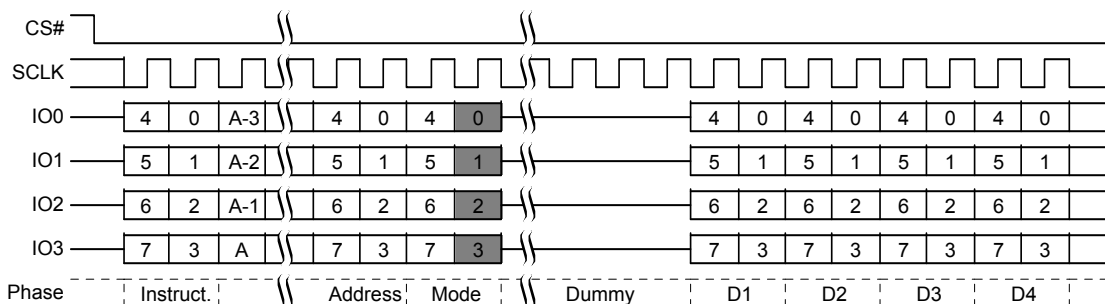 CS#
SCLK
IO0 4 0 A-3 4 0 4 0 4 0 4 0 4 0 4 0
IO1 5 1 A-2 5 1 5 1 5 1 5 1 5 1 5 1
IO2 6 2 A-1 6 2 6 2 6 2 6 2 6 2 6 2
IO3 7 3 A 7 3 7 3 7 3 7 3 7 3 7 3
Phase Instruct. Address Mode Dummy D1 D2 D3 D4